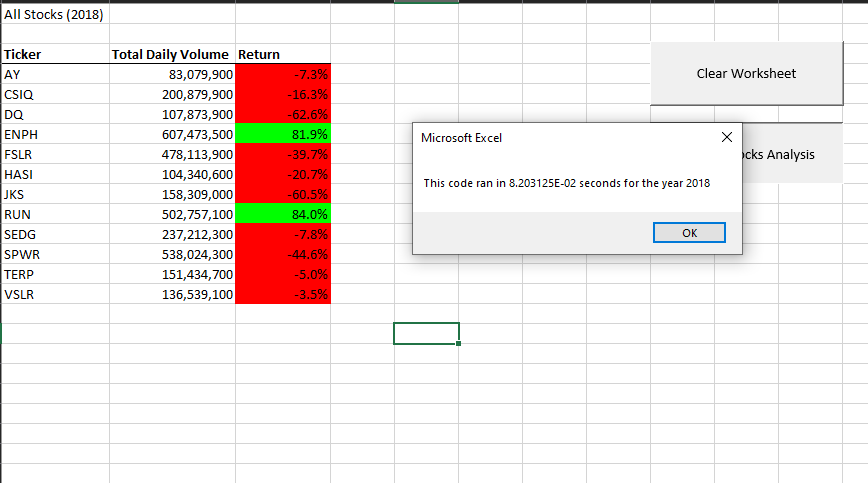 All Stocks (2018)
Ticker Total Daily Volume Return
AY 83,079,900 -7.3%
CSIQ 200,879,900 -16.3%
DQ 107,873,900 -62.6%
ENPH 607,473,500 81.9%
FSLR 478,113,900 -39.7%
HASI 104,340,600 -20.7%
JKS 158,309,000 -60.5%
RUN 502,757,100 84.0%
SEDG 237,212,300 -7.8%
SPWR 538,024,300 -44.6%
TERP 151,434,700 -5.0%
VSLR 136,539,100 -3.5%
Clear Worksheet
Microsoft Excel
ocks Analysis
This code ran in 8.203125E-02 seconds for the year 2018
OK